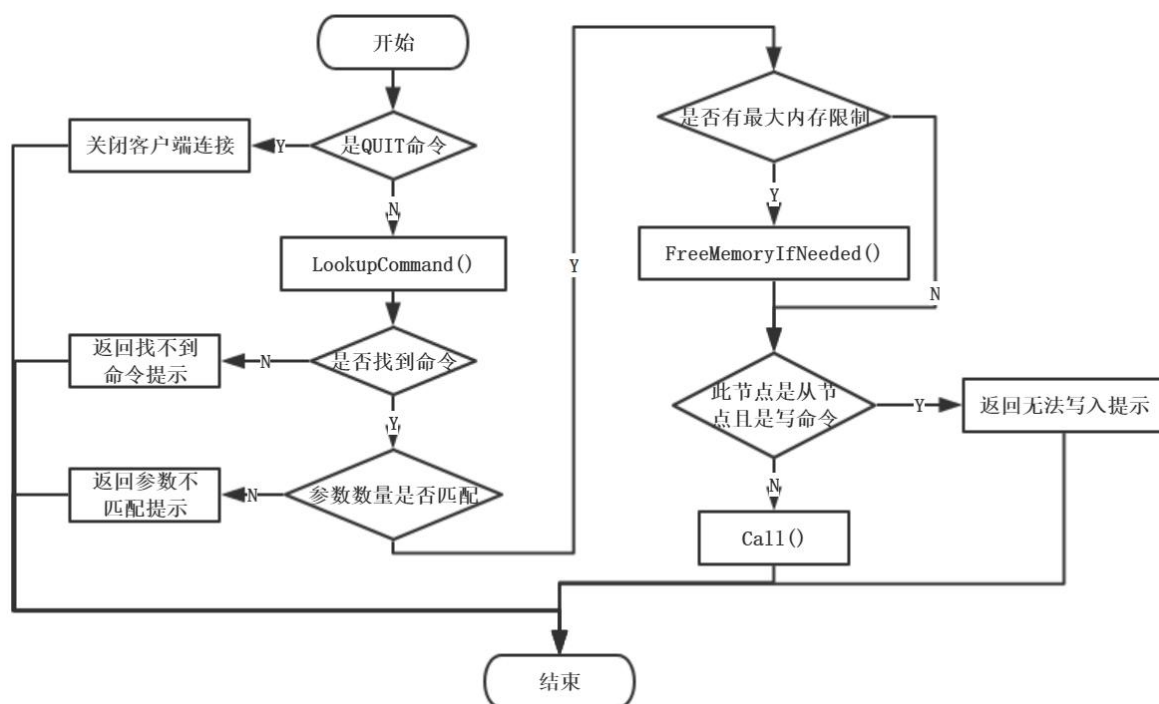 开始
是QUIT命令
Y
关闭客户端连接
N
LookupCommand()
是否找到命令
N
返回找不到
命令提示
Y
参数数量是否匹配
N
返回参数不
匹配提示
Y
是否有最大内存限制
Y
FreeMemoryIfNeeded()
N
此节点是从节
点且是写命令
Y
返回无法写入提示
N
Call()
结束